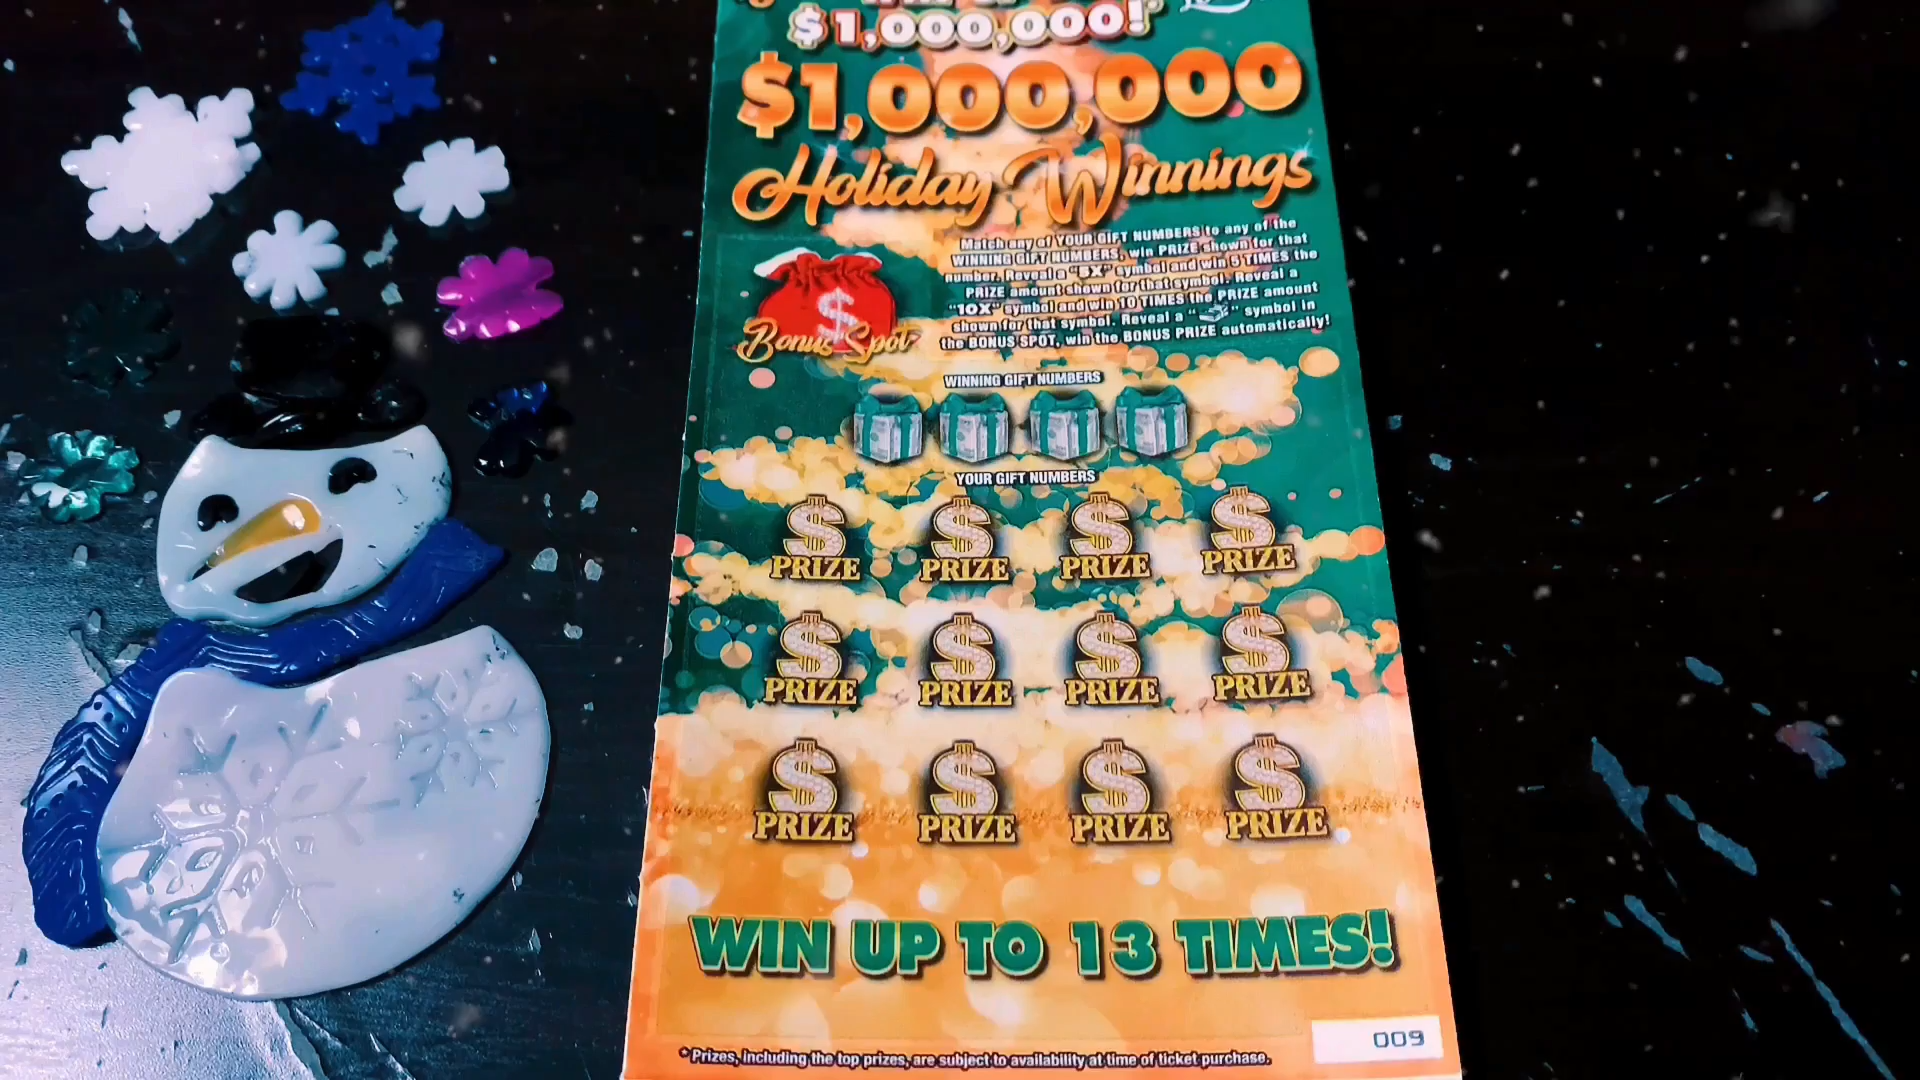 $1,000,000!*
$1,000,000
Holiday Winnings
Match any of YOUR GIFT NUMBERS to any of the
WINNING GIFT NUMBERS, win PRIZE shown for that
number. Reveal a "5X" symbol and win 5 TIMES the
PRIZE amount shown for that symbol. Reveal a
"10X" symbol and win 10 TIMES the PRIZE amount
shown for that symbol. Reveal a " " symbol in
the BONUS SPOT, win the BONUS PRIZE automatically!
$
Bonus Spot
WINNING GIFT NUMBERS
YOUR GIFT NUMBERS
$ $ $ $
PRIZE PRIZE PRIZE PRIZE
$ $ $ $
PRIZE PRIZE PRIZE PRIZE
$ $ $ $
PRIZE PRIZE PRIZE PRIZE
WIN UP TO 13 TIMES!
009
*Prizes, including the top prizes, are subject to availability at time of ticket purchase.